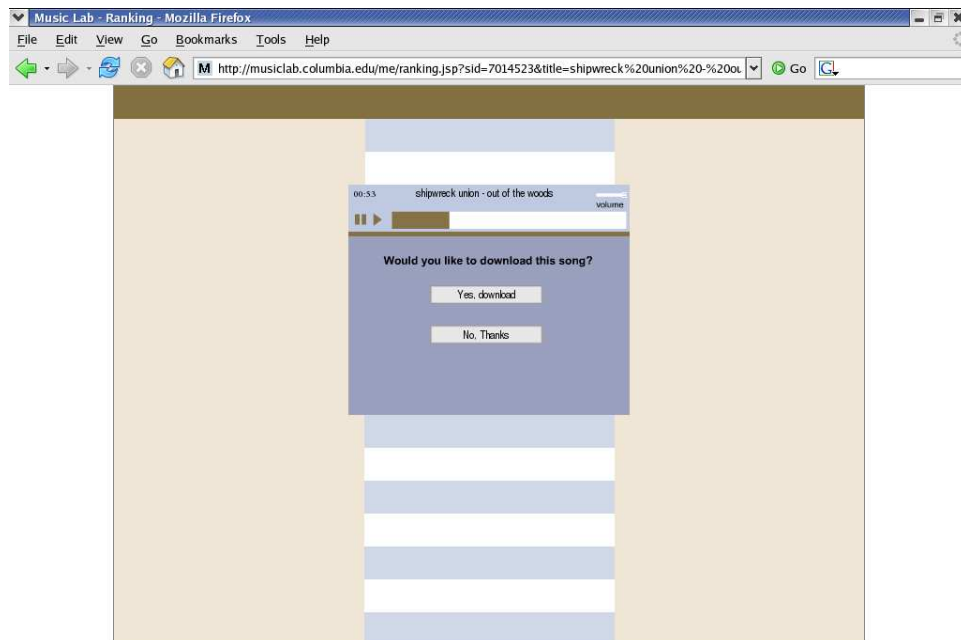 Music Lab - Ranking - Mozilla Firefox
File Edit View Go Bookmarks Tools Help
M http://musiclab.columbia.edu/me/ranking.jsp?sid=7014523&title=shipwreck%20union%20-%20ou Go G
00:53 shipwreck union - out of the woods
volume
Would you like to download this song?
Yes, download
No, Thanks